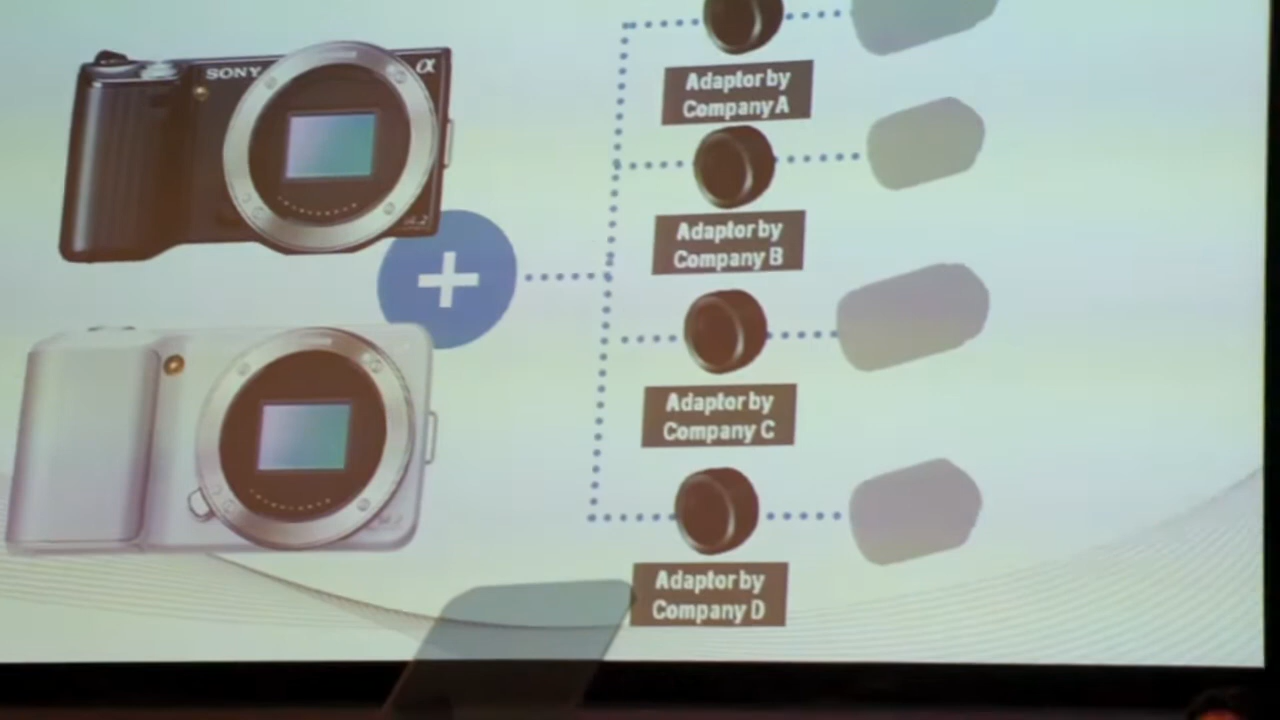 SONY
α
Adaptor by
Company A
Adaptor by
Company B
Adaptor by
Company C
Adaptor by
Company D